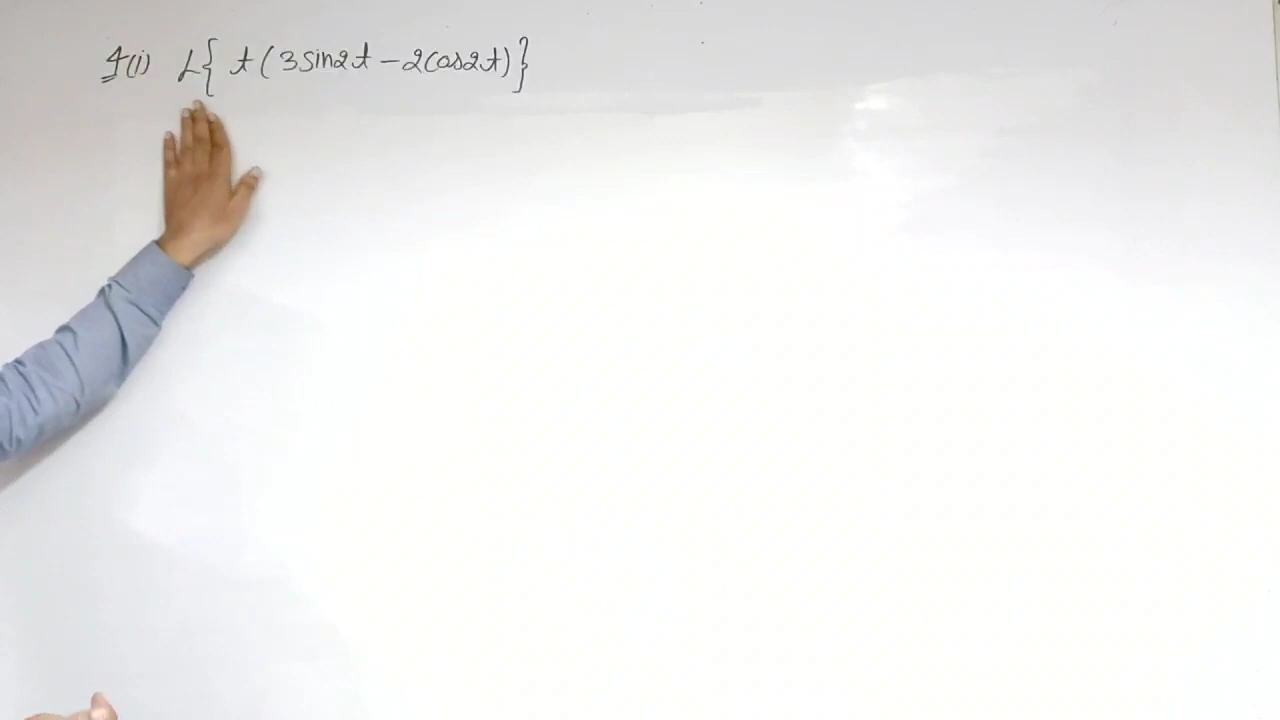 4(i) L{ t(3sin2t - 2cos2t)}